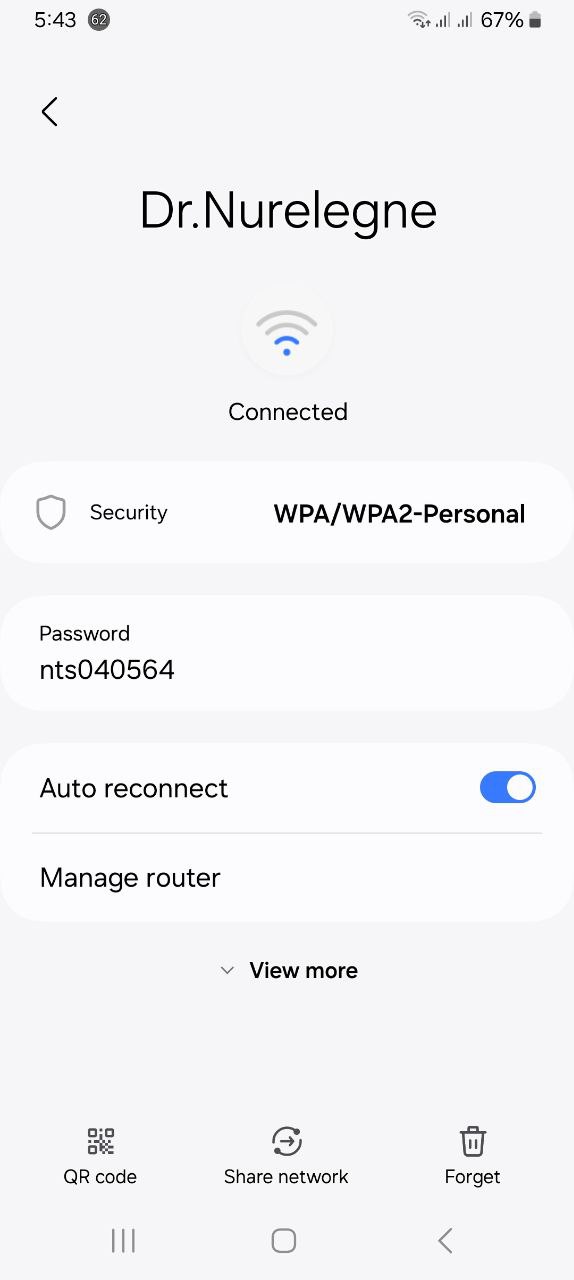 5:43 62 67%
Dr.Nurelegne
Connected
Security WPA/WPA2-Personal
Password
nts040564
Auto reconnect
Manage router
View more
QR code Share network Forget